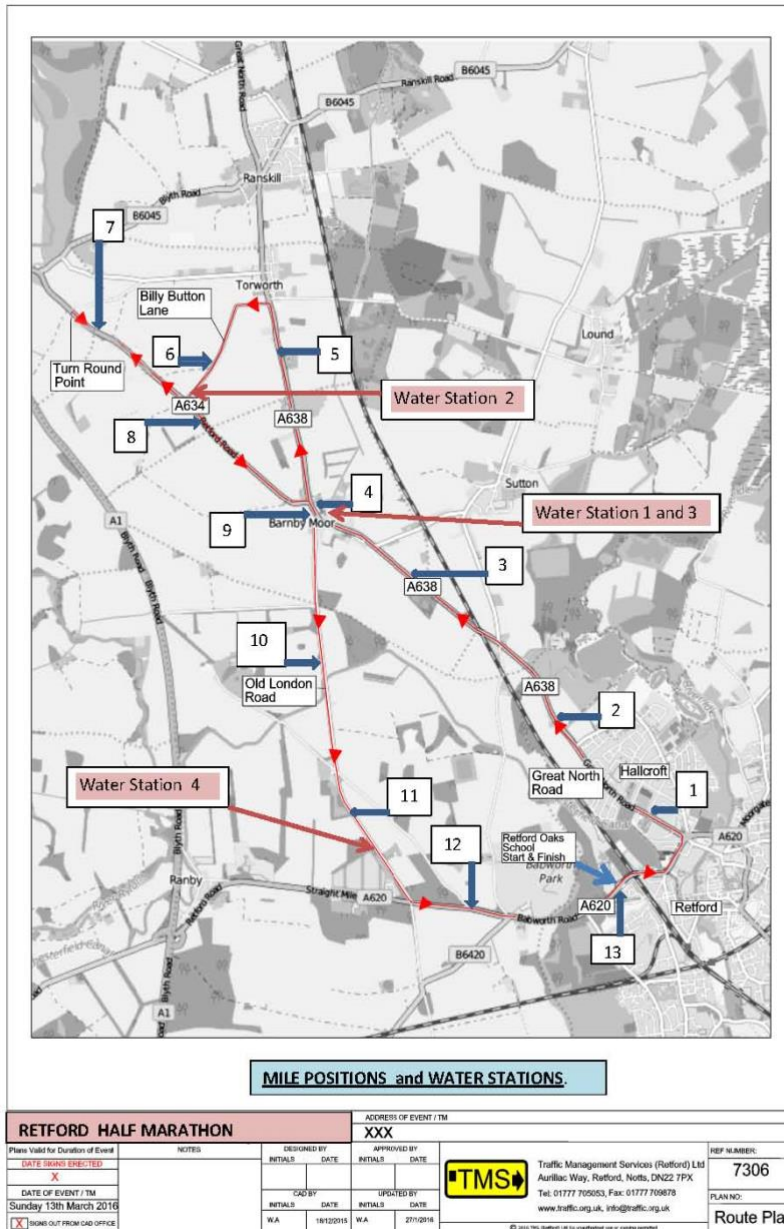 B6045
Ranskill Road
Great North Road
B6045
Ranskill
Blyth Road
B6045
7
Billy Button
Lane
Torworth
Lound
6
5
Turn Round
Point
Water Station 2
A634
A638
8
Retford Road
4
Sutton
A1
Water Station 1 and 3
9
Barnby Moor
Blyth Road
3
A638
10
Old London
Road
A638
2
Great North
Road
Hallcroft
Great North Road
1
Water Station 4
11
Moorgate
A620
12
Retford Oaks
School
Start & Finish
Babworth
Park
Ranby
Straight Mile
A620
Retford Road
A620
Retford
Babworth Road
B6420
13
A1
MILE POSITIONS and WATER STATIONS.
RETFORD HALF MARATHON
ADDRESS OF EVENT / TM
XXX
Plans Valid for Duration of Event
DATE SIGNS ERECTED
X
DATE OF EVENT / TM
Sunday 13th March 2016
X SIGNS OUT FROM CAD OFFICE
NOTES
DESIGNED BY
INITIALS DATE
APPROVED BY
INITIALS DATE
CAD BY
INITIALS DATE
W.A 18/12/2015
UPDATED BY
INITIALS DATE
W.A 27/1/2016
TMS
Traffic Management Services (Retford) Ltd
Aurillac Way, Retford, Notts, DN22 7PX
Tel: 01777 705053, Fax: 01777 709878
www.traffic.org.uk, info@traffic.org.uk
REF NUMBER:
7306
PLAN NO:
Route Pla